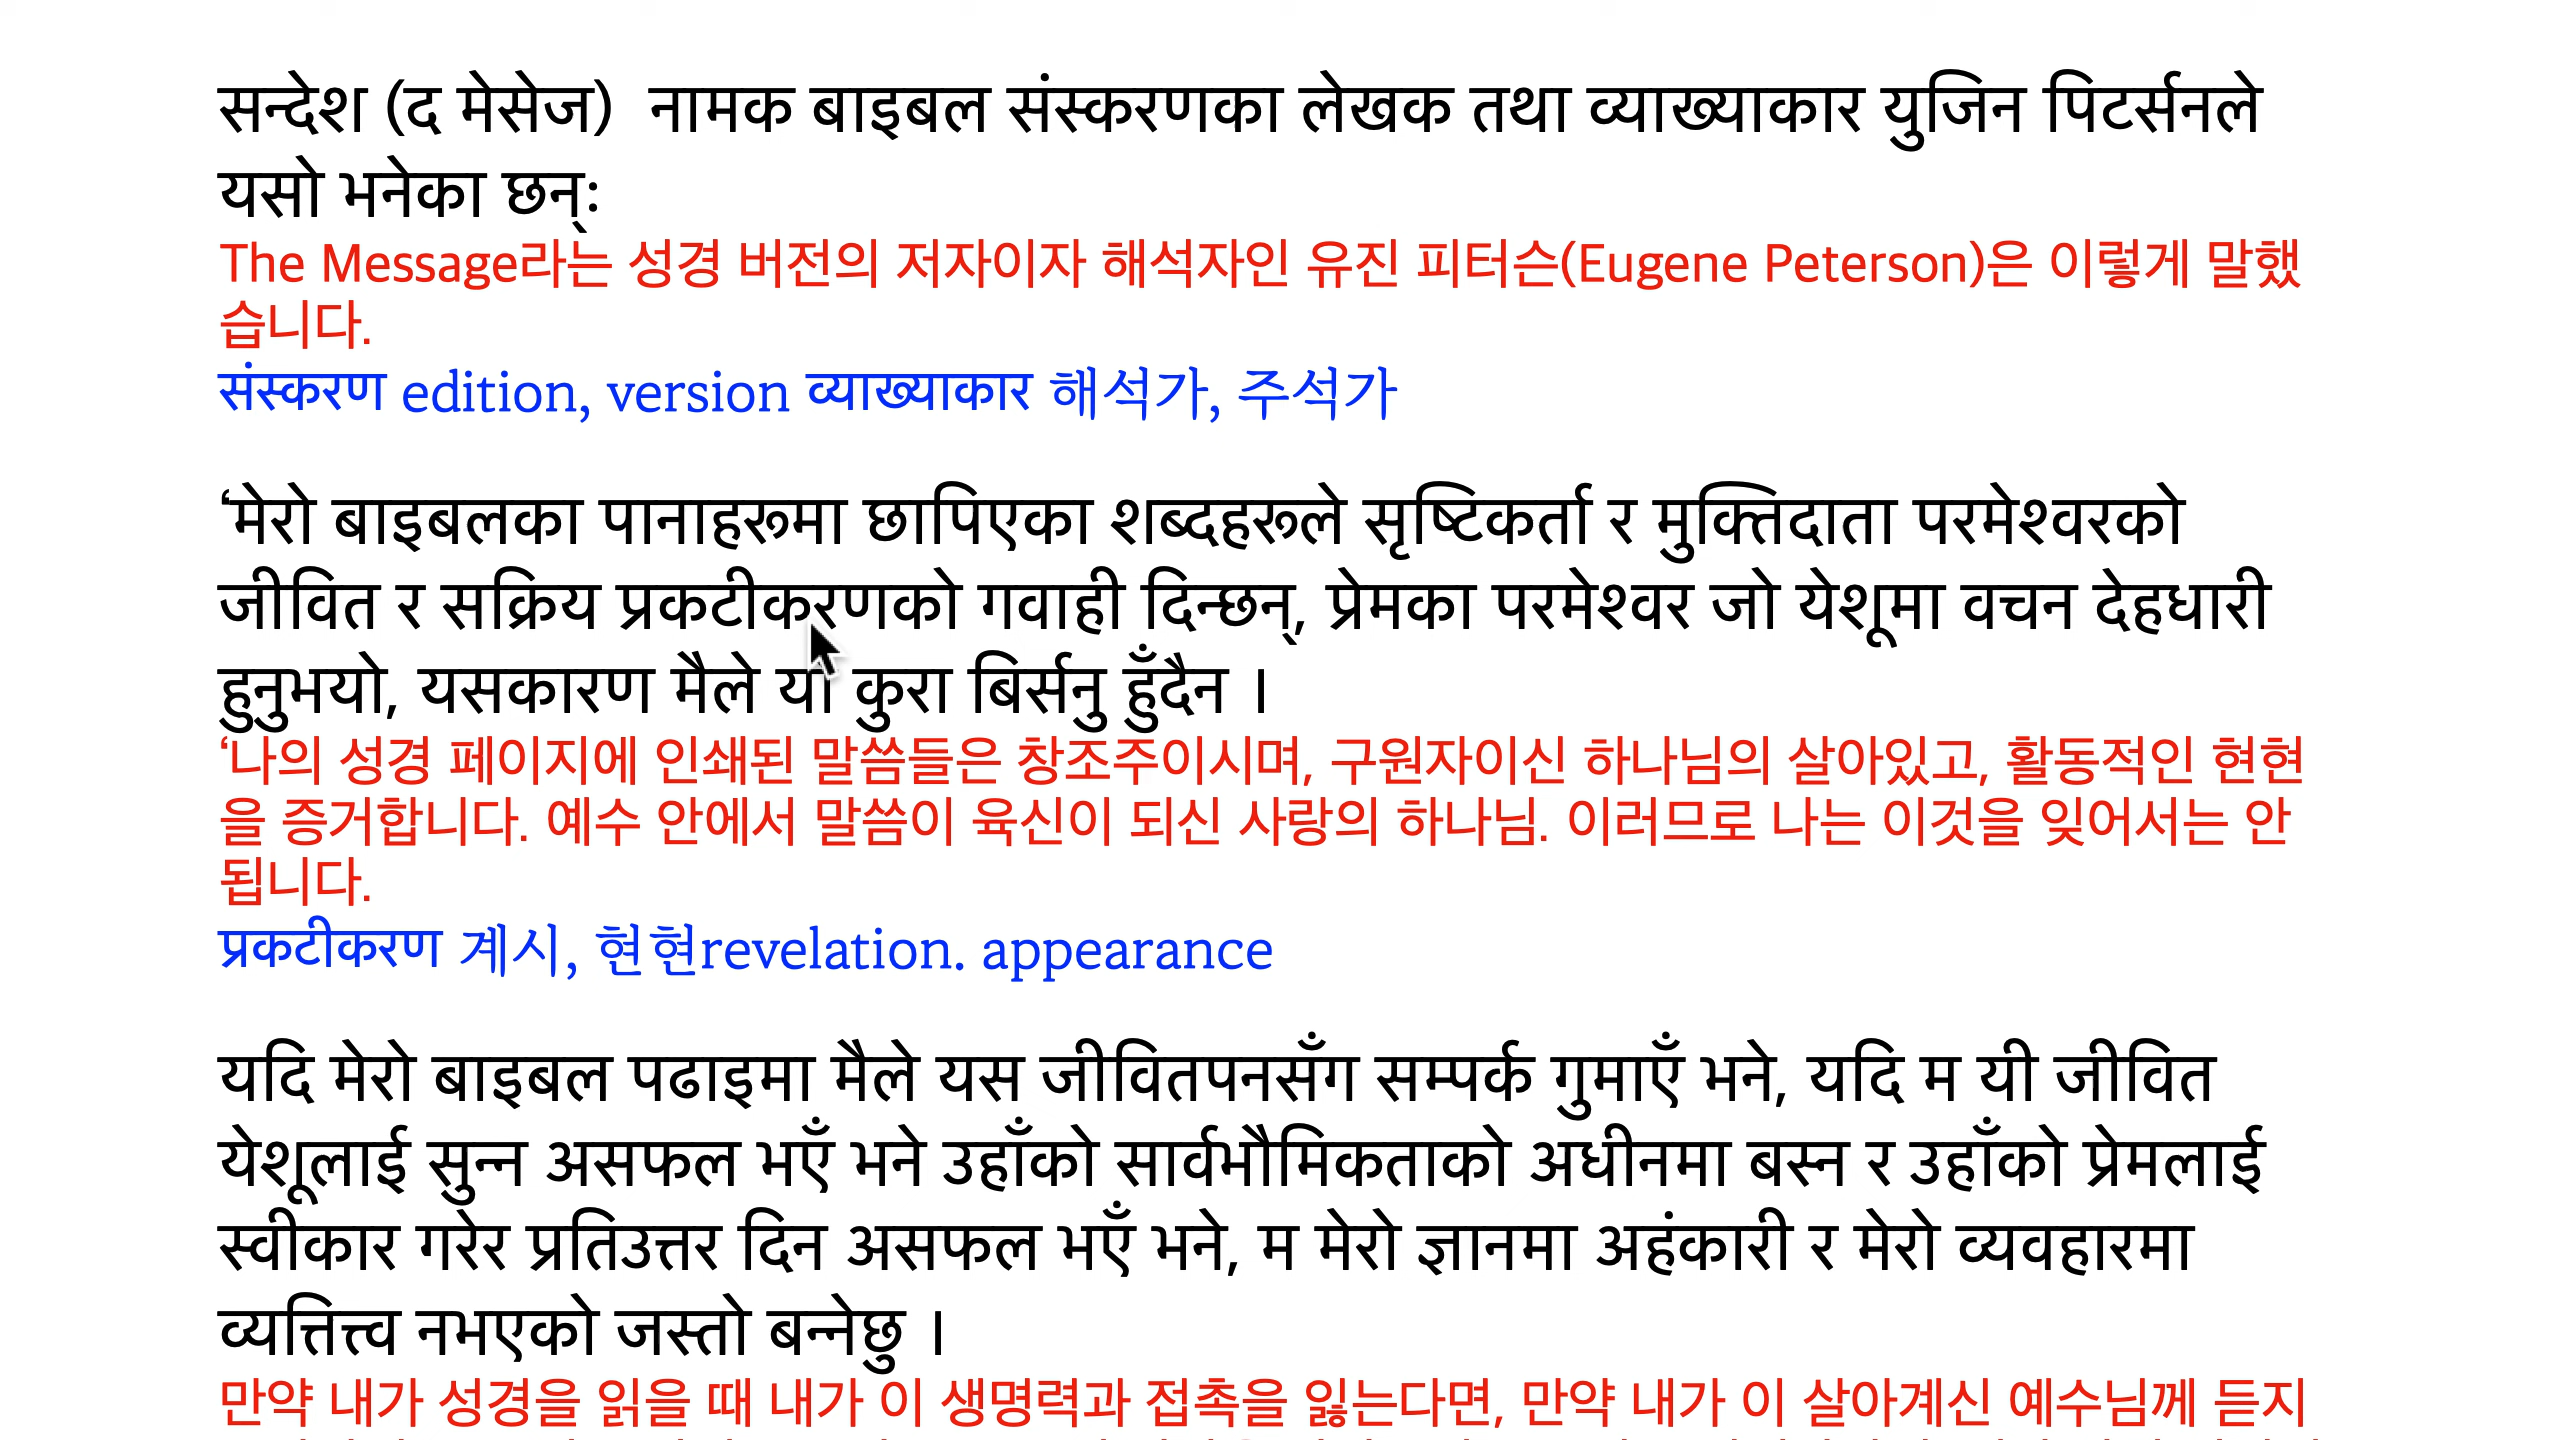 सन्देश (द मेसेज)  नामक बाइबल संस्करणका लेखक तथा व्याख्याकार युजिन पिटर्सनले
यसो भनेका छन्ः
The Message라는 성경 버전의 저자이자 해석자인 유진 피터슨(Eugene Peterson)은 이렇게 말했
습니다.
संस्करण edition, version व्याख्याकार 해석가, 주석가
‘मेरो बाइबलका पानाहरूमा छापिएका शब्दहरूले सृष्टिकर्ता र मुक्तिदाता परमेश्वरको
जीवित र सक्रिय प्रकटीकरणको गवाही दिन्छन्, प्रेमका परमेश्वर जो येशूमा वचन देहधारी
हुनुभयो, यसकारण मैले यो कुरा बिर्सनु हुँदैन ।
‘나의 성경 페이지에 인쇄된 말씀들은 창조주이시며, 구원자이신 하나님의 살아있고, 활동적인 현현
을 증거합니다. 예수 안에서 말씀이 육신이 되신 사랑의 하나님. 이러므로 나는 이것을 잊어서는 안
됩니다.
प्रकटीकरण 계시, 현현revelation. appearance
यदि मेरो बाइबल पढाइमा मैले यस जीवितपनसँग सम्पर्क गुमाएँ भने, यदि म यी जीवित
येशूलाई सुन्न असफल भएँ भने उहाँको सार्वभौमिकताको अधीनमा बस्न र उहाँको प्रेमलाई
स्वीकार गरेर प्रतिउत्तर दिन असफल भएँ भने, म मेरो ज्ञानमा अहंकारी र मेरो व्यवहारमा
व्यत्तित्त्व नभएको जस्तो बन्नेछु ।
만약 내가 성경을 읽을 때 내가 이 생명력과 접촉을 잃는다면, 만약 내가 이 살아계신 예수님께 듣지